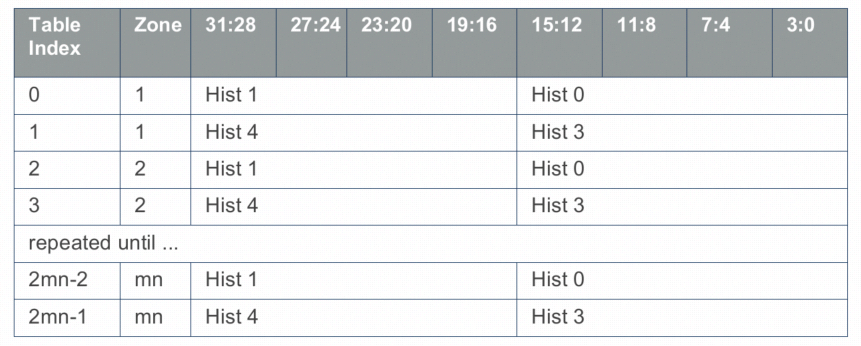 Table Index Zone 31:28 27:24 23:20 19:16 15:12 11:8 7:4 3:0
0 1 Hist 1 Hist 0
1 1 Hist 4 Hist 3
2 2 Hist 1 Hist 0
3 2 Hist 4 Hist 3
repeated until ...
2mn-2 mn Hist 1 Hist 0
2mn-1 mn Hist 4 Hist 3